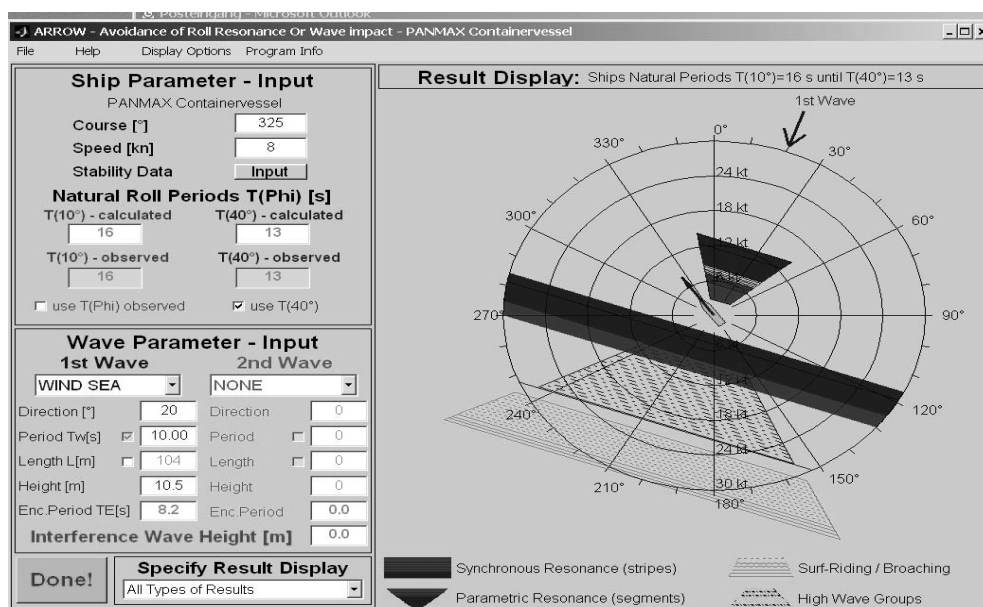 Posteingang - Microsoft Outlook
ARROW - Avoidance of Roll Resonance Or Wave impact - PANMAX Containervessel
File Help Display Options Program Info
Ship Parameter - Input
PANMAX Containervessel
Course [°] 325
Speed [kn] 8
Stability Data Input
Natural Roll Periods T(Phi) [s]
T(10°) - calculated T(40°) - calculated
16 13
T(10°) - observed T(40°) - observed
16 13
use T(Phi) observed use T(40°)
Wave Parameter - Input
1st Wave 2nd Wave
WIND SEA NONE
Direction [°] 20 Direction 0
Period Tw[s] 10.00 Period 0
Length L[m] 104 Length 0
Height [m] 10.5 Height 0
Enc.Period TE[s] 8.2 Enc.Period 0.0
Interference Wave Height [m] 0.0
Done!
Specify Result Display
All Types of Results
Result Display: Ships Natural Periods T(10°)=16 s until T(40°)=13 s
1st Wave
0°
330° 30°
24 kt
300° 18 kt 60°
12 kt
270° 90°
12 kt
240° 18 kt 120°
24 kt
210° 30 kt 150°
180°
Synchronous Resonance (stripes) Surf-Riding / Broaching
Parametric Resonance (segments) High Wave Groups